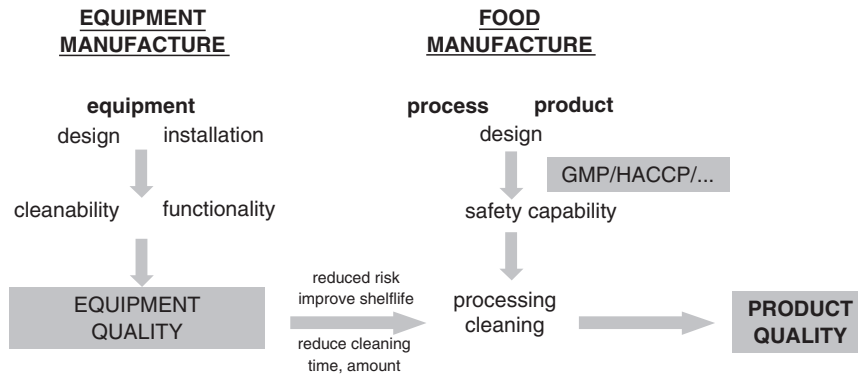 EQUIPMENT
MANUFACTURE
FOOD
MANUFACTURE
equipment
design installation
cleanability functionality
EQUIPMENT
QUALITY
reduced risk
improve shelflife
reduce cleaning
time, amount
process product
design
GMP/HACCP/...
safety capability
processing
cleaning
PRODUCT
QUALITY